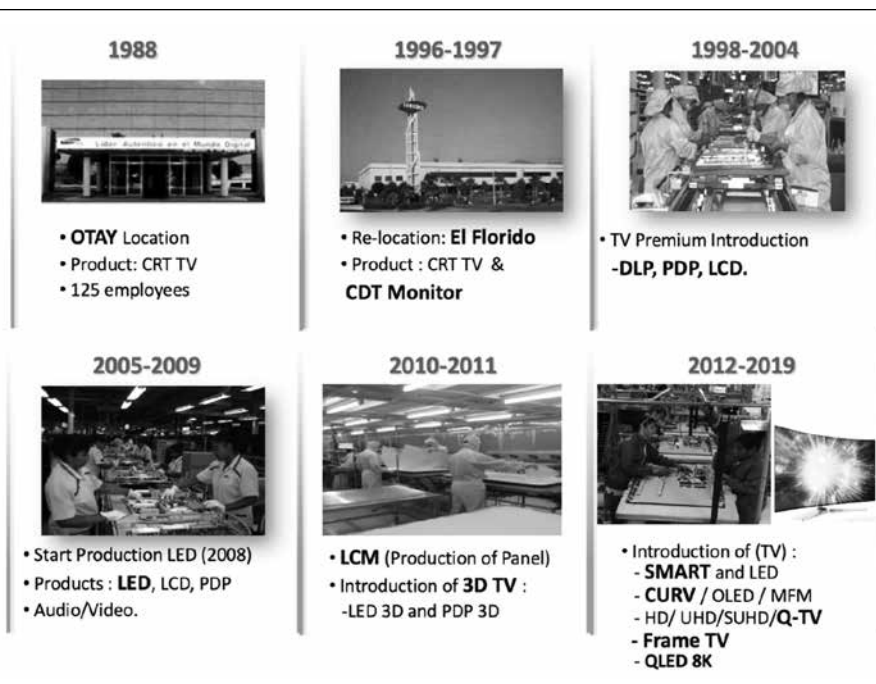 1988
Lider Autentico en el Mundo Digital
• OTAY Location
• Product: CRT TV
• 125 employees
1996-1997
• Re-location: El Florido
• Product : CRT TV &
CDT Monitor
1998-2004
• TV Premium Introduction
-DLP, PDP, LCD.
2005-2009
• Start Production LED (2008)
• Products : LED, LCD, PDP
• Audio/Video.
2010-2011
• LCM (Production of Panel)
• Introduction of 3D TV :
-LED 3D and PDP 3D
2012-2019
• Introduction of (TV) :
- SMART and LED
- CURV / OLED / MFM
- HD/ UHD/SUHD/Q-TV
- Frame TV
- QLED 8K